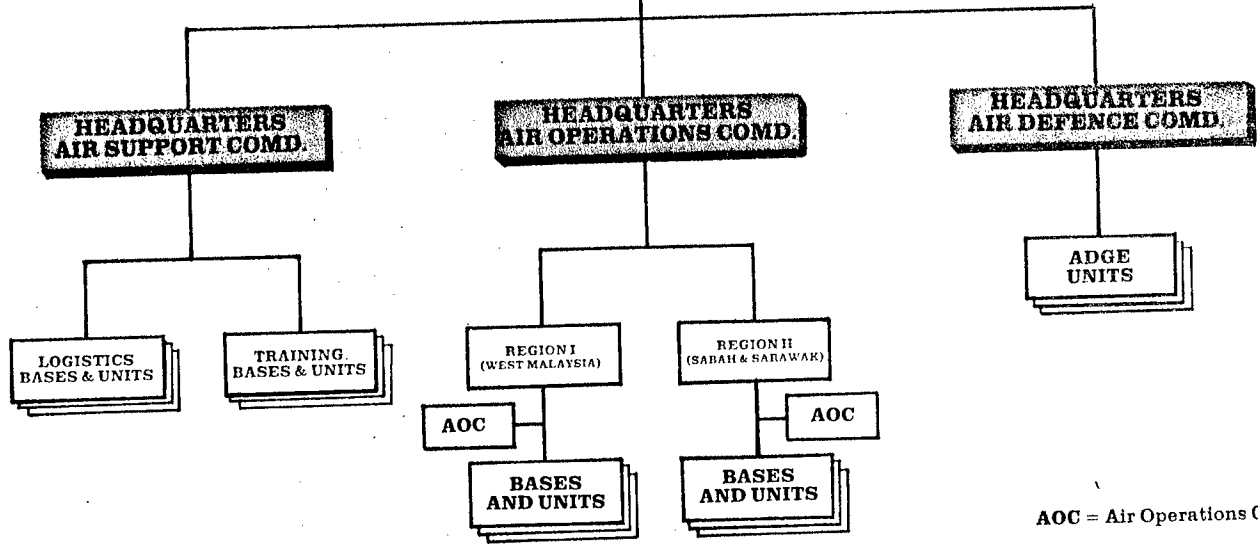 HEADQUARTERS
AIR SUPPORT COMD.
HEADQUARTERS
AIR OPERATIONS COMD.
HEADQUARTERS
AIR DEFENCE COMD.
ADGE
UNITS
LOGISTICS
BASES & UNITS
TRAINING.
BASES & UNITS
REGION I
(WEST MALAYSIA)
REGION II
(SABAH & SARAWAK)
AOC
AOC
BASES
AND UNITS
BASES
AND UNITS
AOC = Air Operations